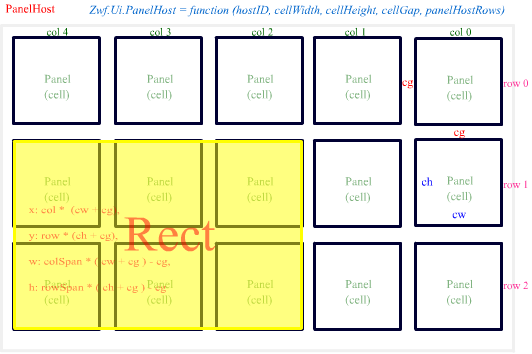 PanelHost
Zwf.Ui.PanelHost = function (hostID, cellWidth, cellHeight, cellGap, panelHostRows)
col 4 col 3 col 2 col 1 col 0
Panel Panel Panel Panel Panel
(cell) (cell) (cell) (cell) (cell)
cg
row 0
cg
Panel Panel Panel Panel Panel
(cell) (cell) (cell) (cell) (cell)
ch
cw
row 1
x: col * (cw + cg),
y: row * (ch + cg),
w: colSpan * ( cw + cg ) - cg,
h: rowSpan * ( ch + cg ) - cg
Rect
Panel Panel Panel Panel Panel
(cell) (cell) (cell) (cell) (cell)
row 2